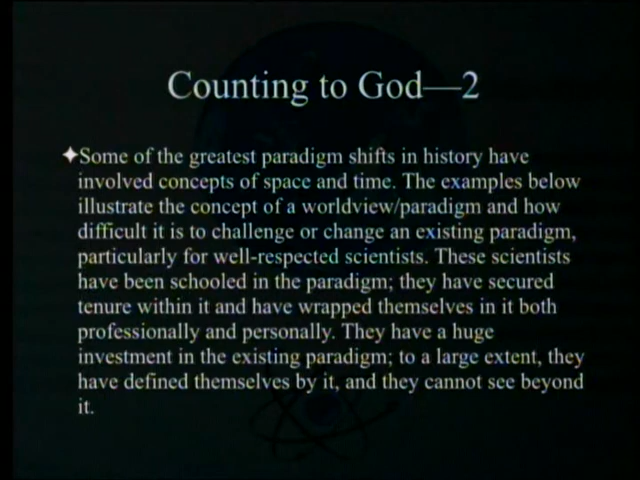 Counting to God—2
✦Some of the greatest paradigm shifts in history have
involved concepts of space and time. The examples below
illustrate the concept of a worldview/paradigm and how
difficult it is to challenge or change an existing paradigm,
particularly for well-respected scientists. These scientists
have been schooled in the paradigm; they have secured
tenure within it and have wrapped themselves in it both
professionally and personally. They have a huge
investment in the existing paradigm; to a large extent, they
have defined themselves by it, and they cannot see beyond
it.